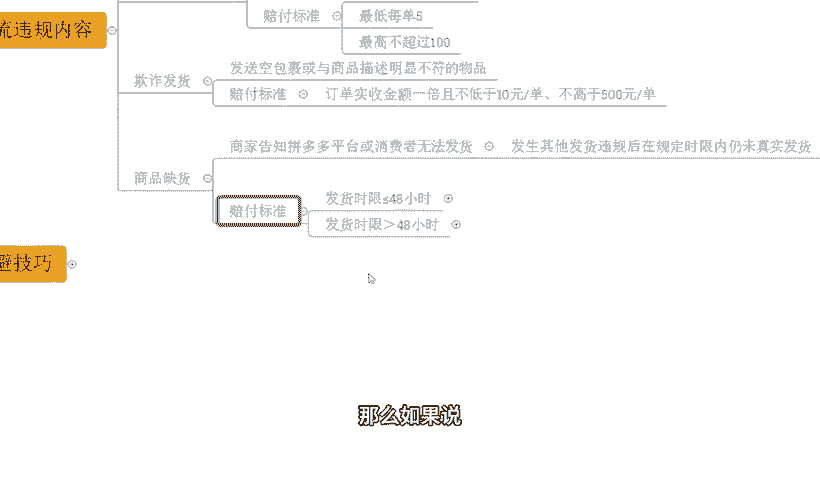 流违规内容
赔付标准
最低每单5
最高不超过100
欺诈发货
发送空包裹或与商品描述明显不符的物品
赔付标准
订单实收金额一倍且不低于10元/单、不高于500元/单
商品缺货
商家告知拼多多平台或消费者无法发货
发生其他发货违规后在规定时限内仍未真实发货
赔付标准
发货时限≤48小时
发货时限＞48小时
避技巧
那么如果说